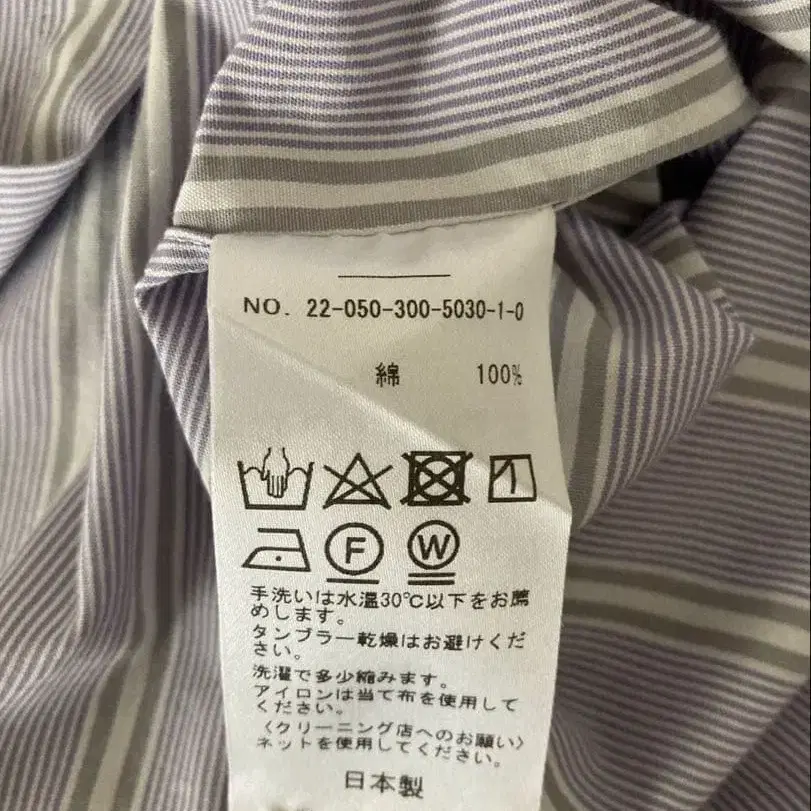 NO. 22-050-300-5030-1-0
綿 100%
F W
手洗いは水温30℃以下をお薦
めします。
タンブラー乾燥はお避けくだ
さい。
洗濯で多少縮みます。
アイロンは当て布を使用して
ください。
〈クリーニング店へのお願い〉
ネットを使用してください。
日本製